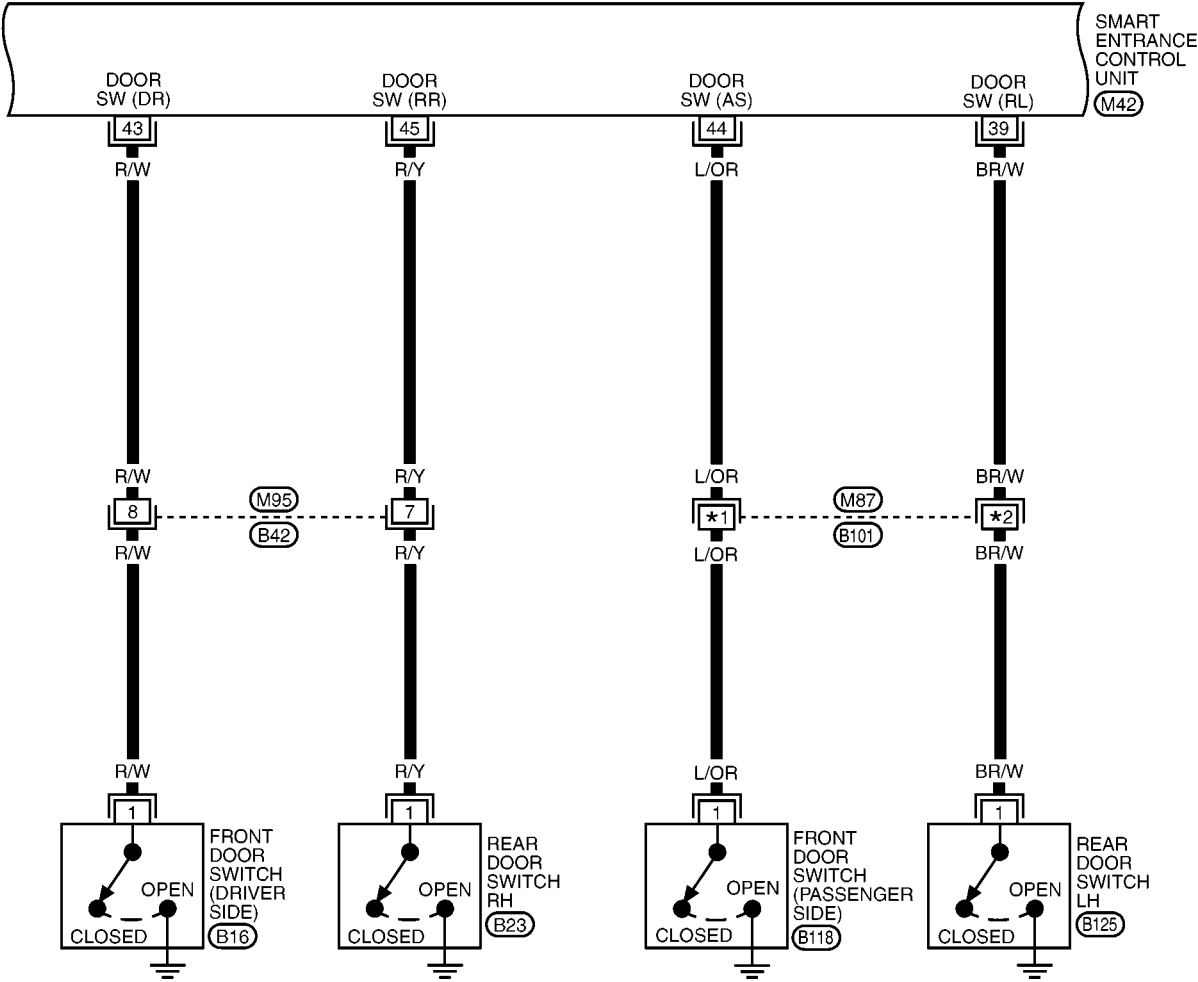 SMART
ENTRANCE
CONTROL
UNIT
M42
DOOR
SW (DR)
DOOR
SW (RR)
DOOR
SW (AS)
DOOR
SW (RL)
43
45
44
39
R/W
R/Y
L/OR
BR/W
R/W
R/Y
L/OR
BR/W
8
M95
B42
7
★1
M87
B101
★2
R/W
R/Y
L/OR
BR/W
R/W
R/Y
L/OR
BR/W
1
1
1
1
FRONT
DOOR
SWITCH
(DRIVER
SIDE)
B16
OPEN
CLOSED
REAR
DOOR
SWITCH
RH
B23
OPEN
CLOSED
FRONT
DOOR
SWITCH
(PASSENGER
SIDE)
B118
OPEN
CLOSED
REAR
DOOR
SWITCH
LH
B125
OPEN
CLOSED